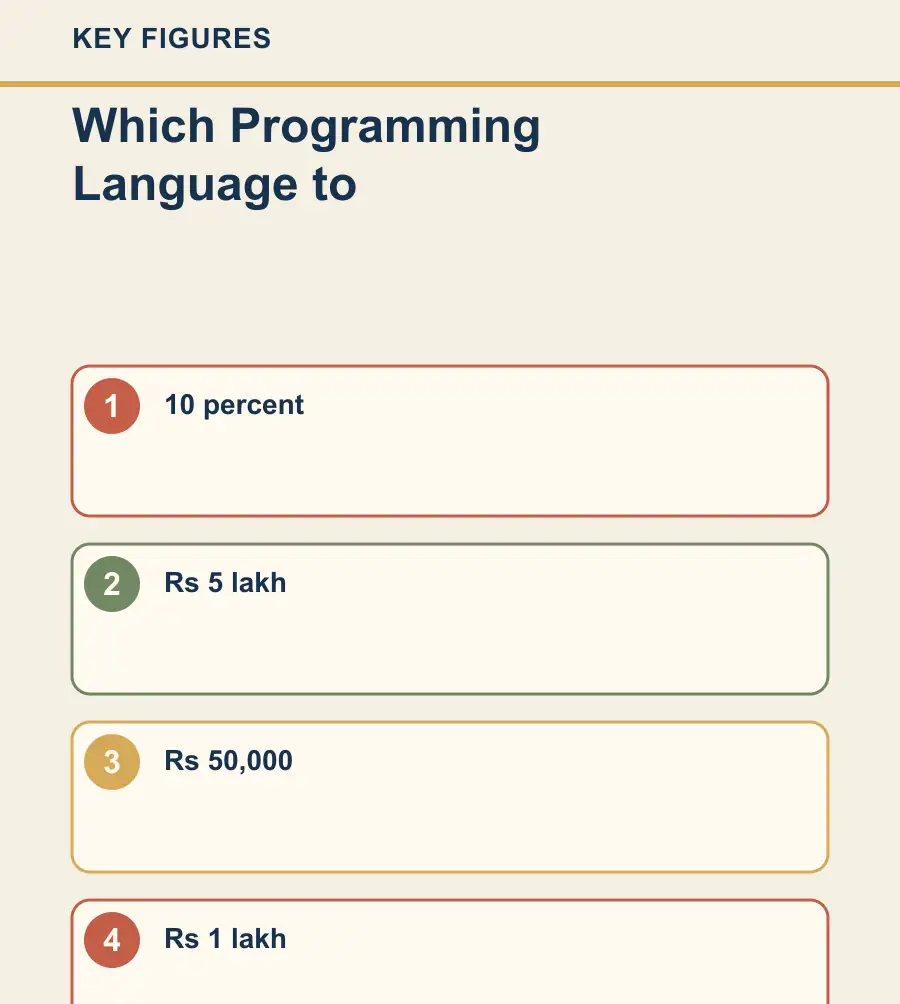 KEY FIGURES
Which Programming
Language to
1 10 percent
2 Rs 5 lakh
3 Rs 50,000
4 Rs 1 lakh